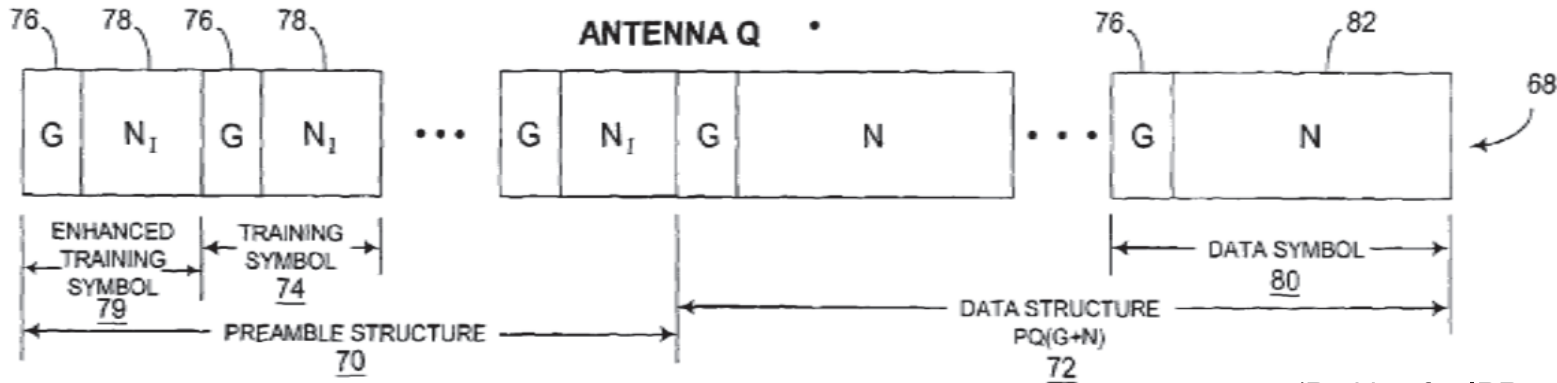 76 78 76 78 ANTENNA Q 76 82
68
G N_I G N_1 • • • G N_I G N • • • G N
ENHANCED TRAINING SYMBOL 79
TRAINING SYMBOL 74
DATA SYMBOL 80
PREAMBLE STRUCTURE 70
DATA STRUCTURE PQ(G+N) 72